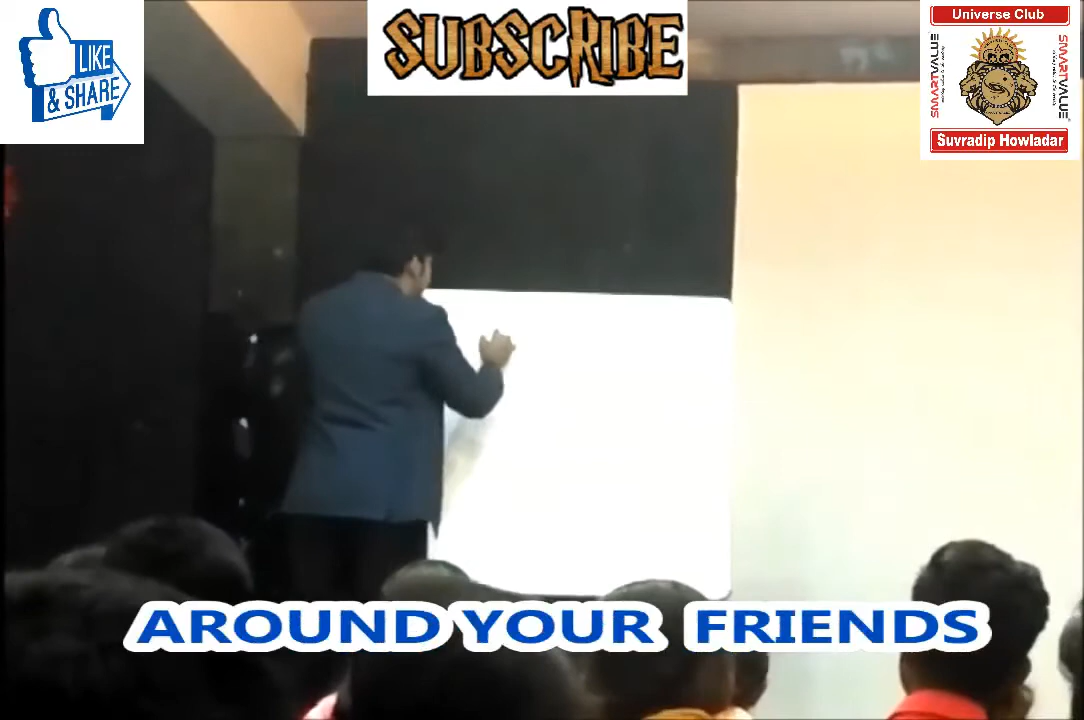 LIKE
& SHARE
SUBSCRIBE
Universe Club
SMARTVALUE
SMARTVALUE
Suvradip Howladar
AROUND YOUR FRIENDS